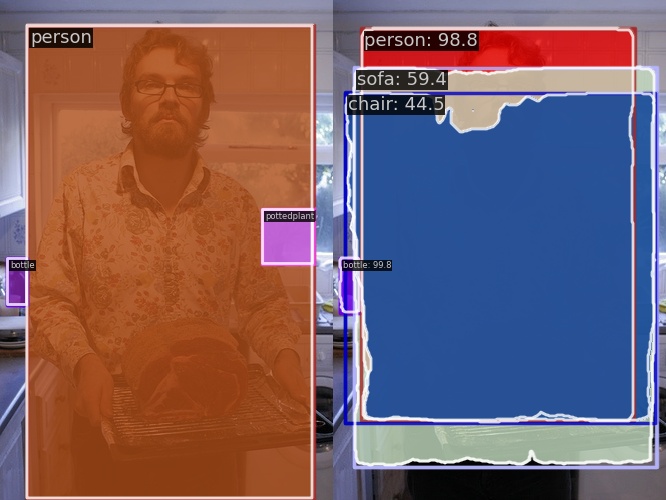 person
pottedplant
bottle
person: 98.8
sofa: 59.4
chair: 44.5
bottle: 99.8